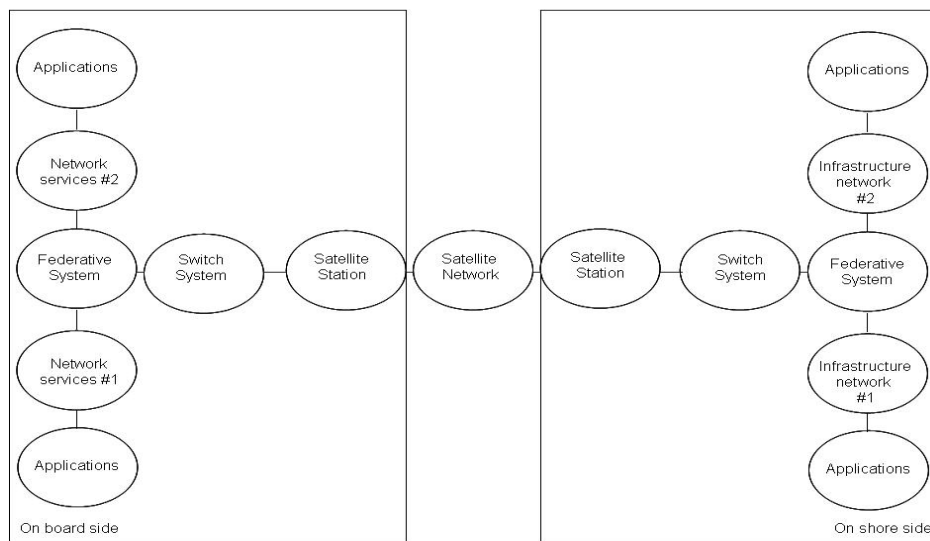 Applications
Applications
Network
services #2
Infrastructure
network
#2
Federative
System
Switch
System
Satellite
Station
Satellite
Network
Satellite
Station
Switch
System
Federative
System
Network
services #1
Infrastructure
network
#1
Applications
Applications
On board side
On shore side